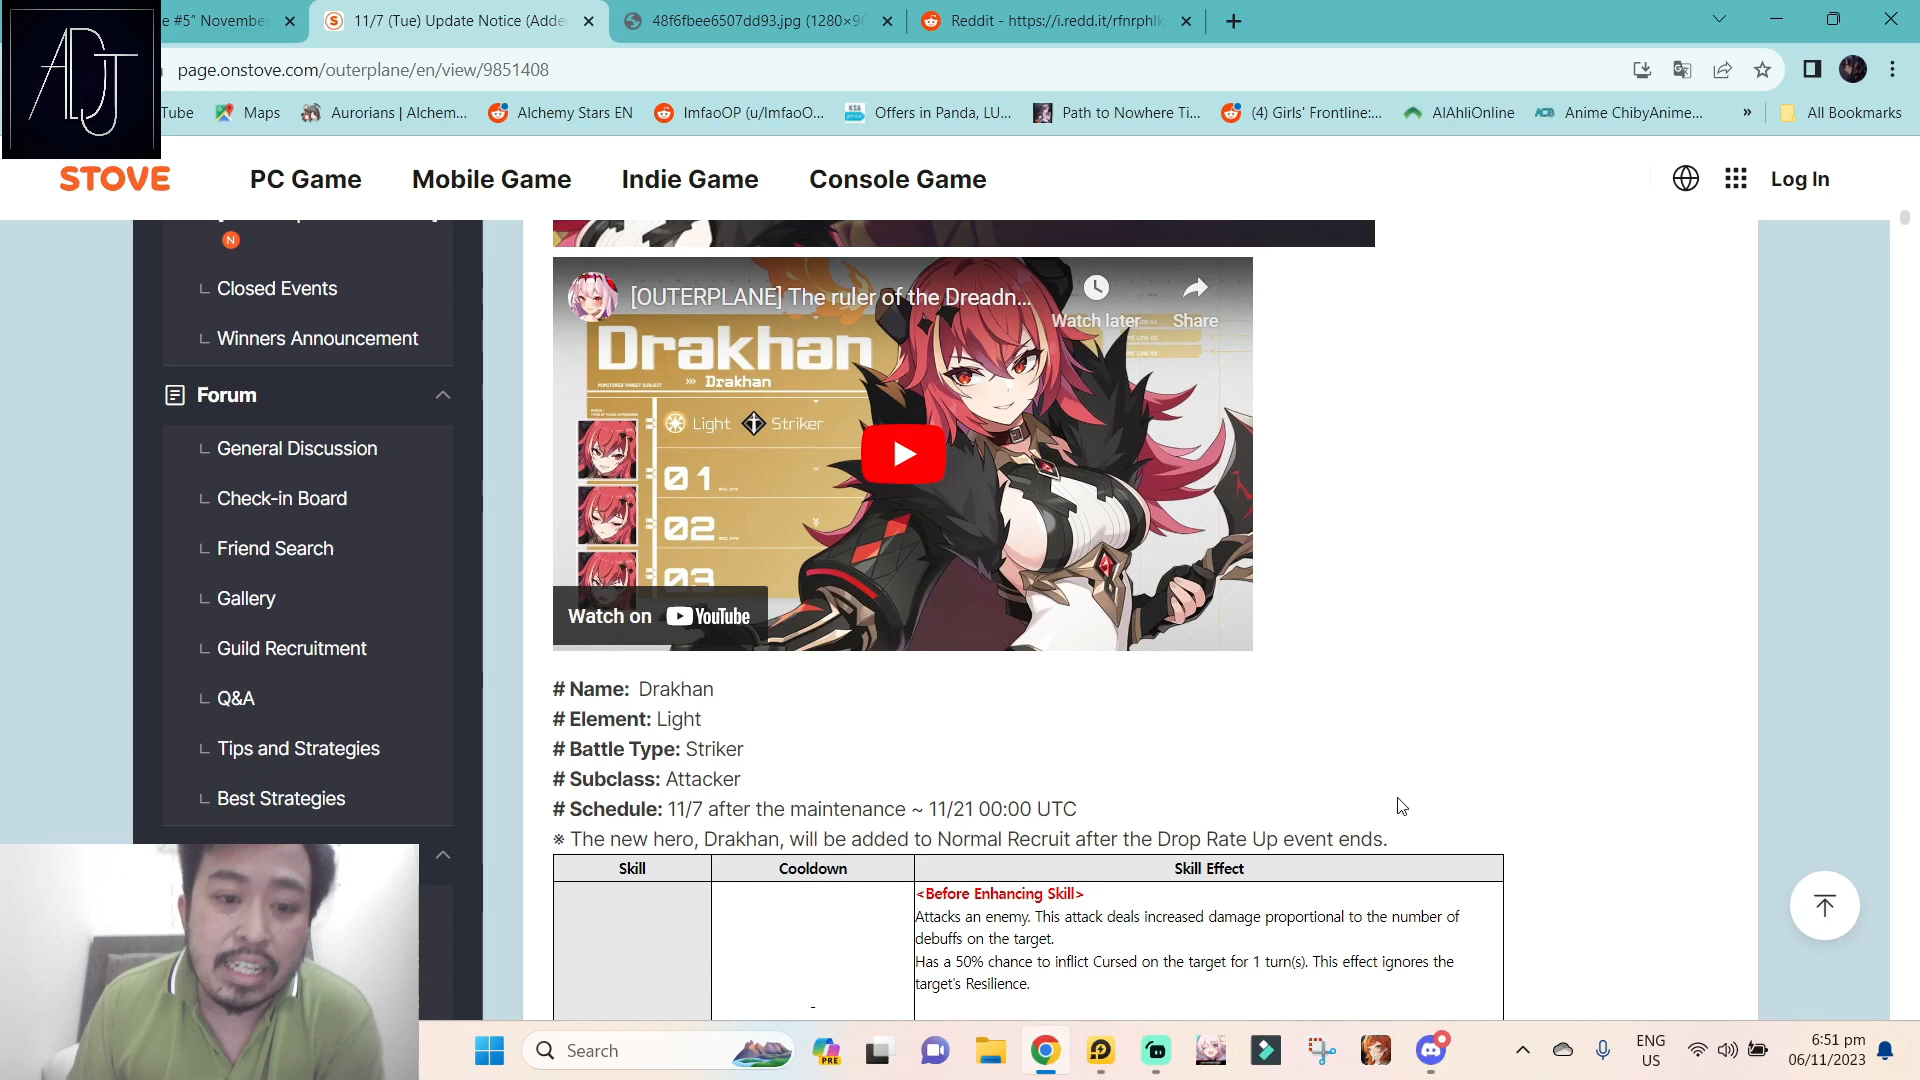 e #5" November
11/7 (Tue) Update Notice (Adde
48f6fbee6507dd93.jpg (1280×96
Reddit - https://i.redd.it/rfnrphlk
ADJT
page.onstove.com/outerplane/en/view/9851408
Tube
Maps
Aurorians | Alchem...
Alchemy Stars EN
lmfaoOP (u/lmfaoO...
Offers in Panda, LU...
Path to Nowhere Ti...
(4) Girls' Frontline:...
AlAhliOnline
Anime ChibyAnime...
»
All Bookmarks
STOVE
PC Game
Mobile Game
Indie Game
Console Game
Log In
N
Closed Events
Winners Announcement
Forum
General Discussion
Check-in Board
Friend Search
Gallery
Guild Recruitment
Q&A
Tips and Strategies
Best Strategies
[OUTERPLANE] The ruler of the Dreadn...
Watch later
Share
Drakhan
Drakhan
Light
Striker
01
02
03
Watch on YouTube
# Name: Drakhan
# Element: Light
# Battle Type: Striker
# Subclass: Attacker
# Schedule: 11/7 after the maintenance ~ 11/21 00:00 UTC
※ The new hero, Drakhan, will be added to Normal Recruit after the Drop Rate Up event ends.
Skill
Cooldown
Skill Effect
<Before Enhancing Skill>
Attacks an enemy. This attack deals increased damage proportional to the number of
debuffs on the target.
Has a 50% chance to inflict Cursed on the target for 1 turn(s). This effect ignores the
target's Resilience.
-
Search
PRE
ENG
US
6:51 pm
06/11/2023